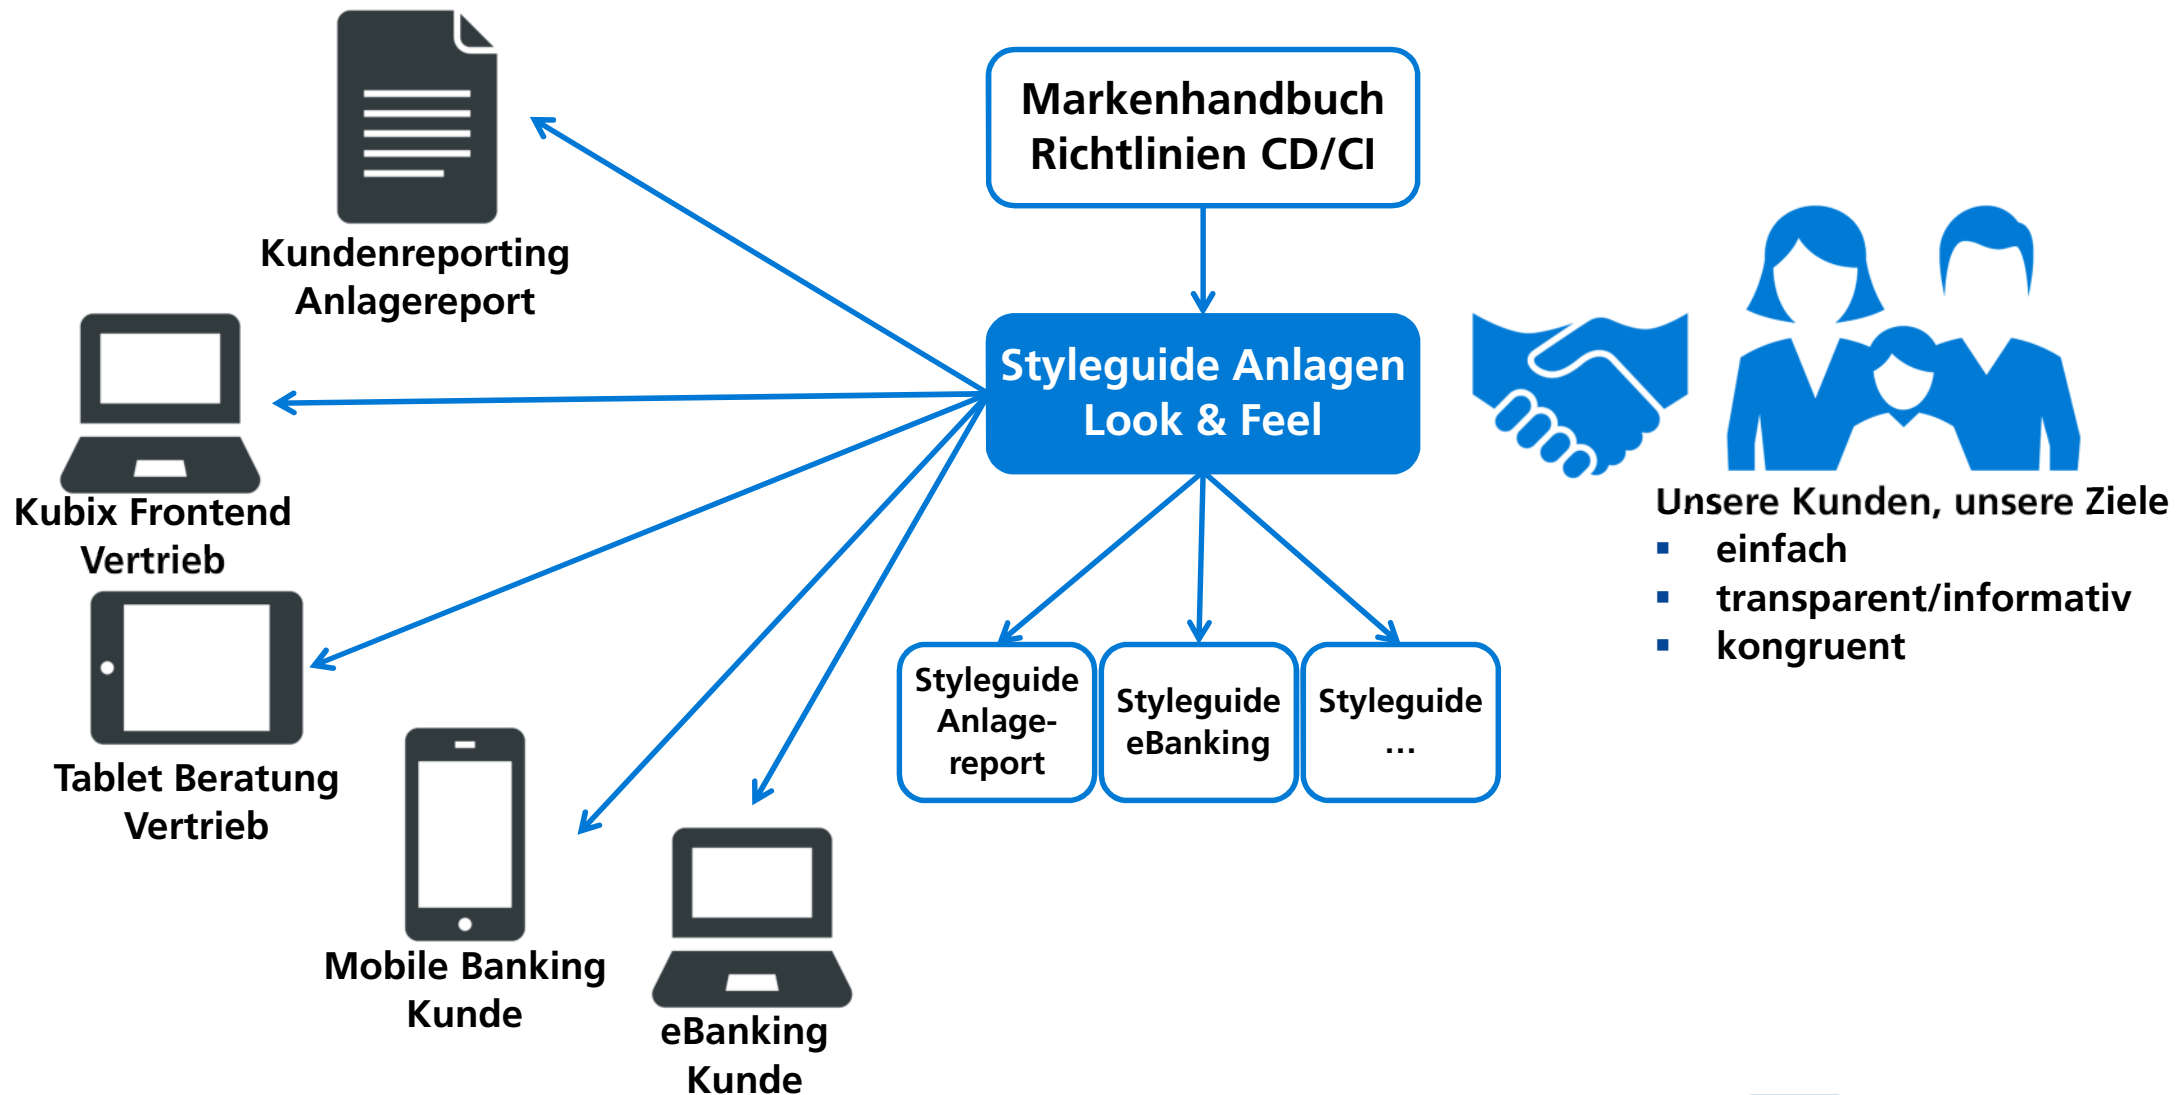 Markenhandbuch
Richtlinien CD/CI
Kundenreporting
Anlagereport
Styleguide Anlagen
Look & Feel
Kubix Frontend
Vertrieb
Unsere Kunden, unsere Ziele
▪ einfach
▪ transparent/informativ
▪ kongruent
Tablet Beratung
Vertrieb
Styleguide
Anlage-
report
Styleguide
eBanking
Styleguide
…
Mobile Banking
Kunde
eBanking
Kunde